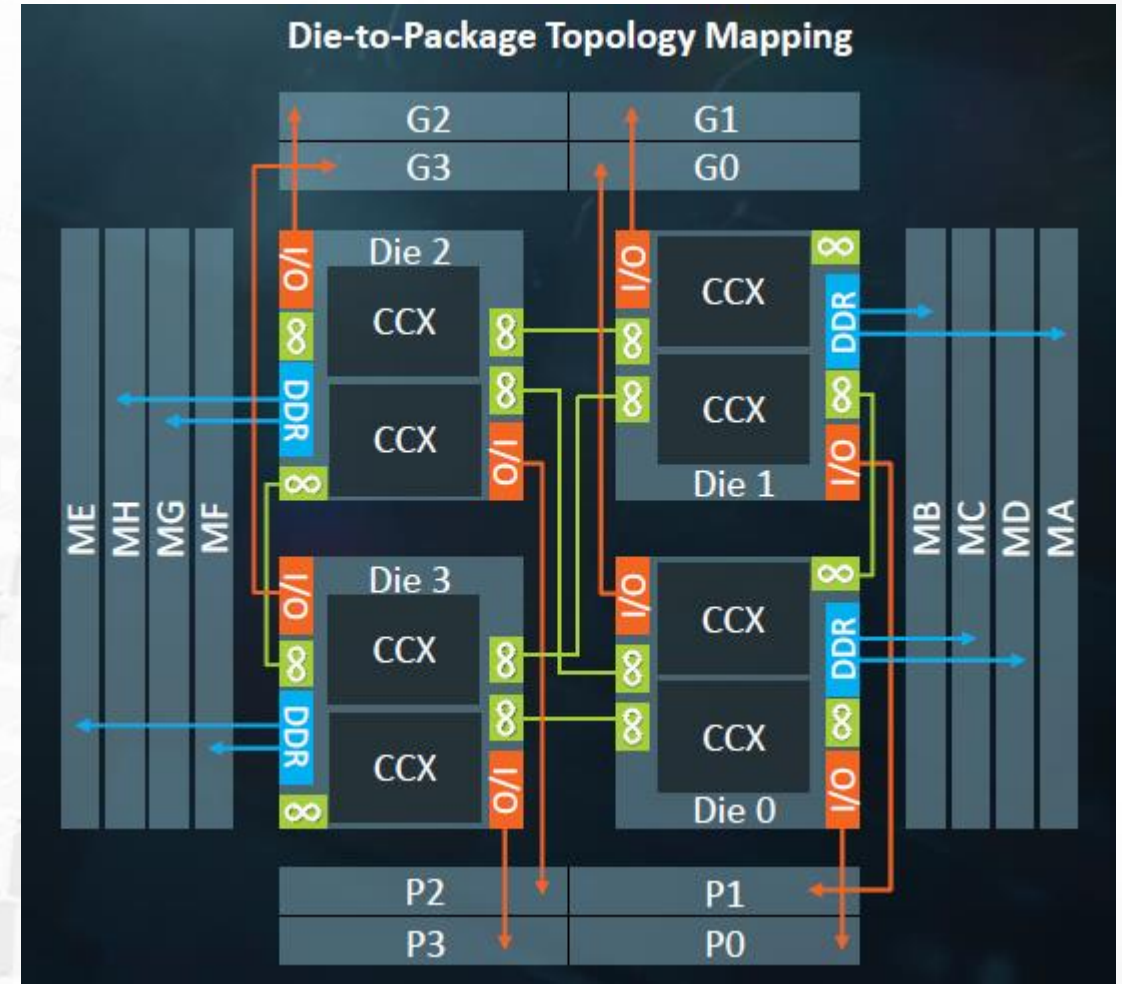 Die-to-Package Topology Mapping
G2 G1
G3 G0
I/O
Die 2
CCX
CCX
∞
DDR
∞
∞
∞
I/O
I/O
∞
∞
CCX
CCX
Die 1
∞
DDR
∞
I/O
ME
MH
MG
MF
MB
MC
MD
MA
I/O
Die 3
CCX
CCX
∞
DDR
∞
∞
∞
I/O
I/O
∞
∞
CCX
CCX
Die 0
∞
DDR
∞
I/O
P2 P1
P3 P0